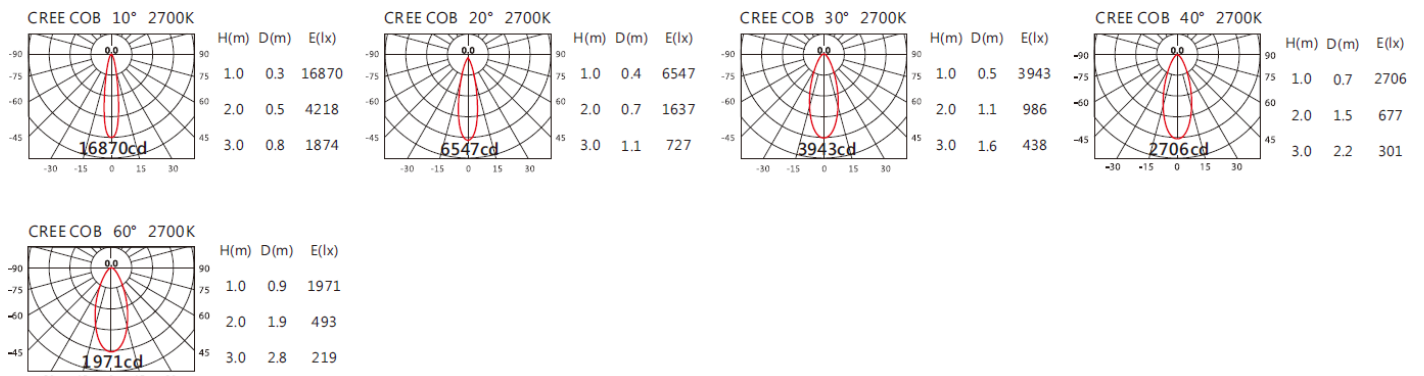 CREE COB 10° 2700K
H(m) D(m) E(lx)
1.0 0.3 16870
2.0 0.5 4218
3.0 0.8 1874
-90 0.0 90
-75 75
-60 60
-45 45
16870cd
-30 -15 0 15 30
CREE COB 20° 2700K
H(m) D(m) E(lx)
1.0 0.4 6547
2.0 0.7 1637
3.0 1.1 727
-90 0.0 90
-75 75
-60 60
-45 45
6547cd
-30 -15 0 15 30
CREE COB 30° 2700K
H(m) D(m) E(lx)
1.0 0.5 3943
2.0 1.1 986
3.0 1.6 438
-90 0.0 90
-75 75
-60 60
-45 45
3943cd
-30 -15 0 15 30
CREE COB 40° 2700K
H(m) D(m) E(lx)
1.0 0.7 2706
2.0 1.5 677
3.0 2.2 301
-90 0.0 90
-75 75
-60 60
-45 45
2706cd
-30 -15 0 15 30
CREE COB 60° 2700K
H(m) D(m) E(lx)
1.0 0.9 1971
2.0 1.9 493
3.0 2.8 219
-90 0.0 90
-75 75
-60 60
-45 45
1971cd